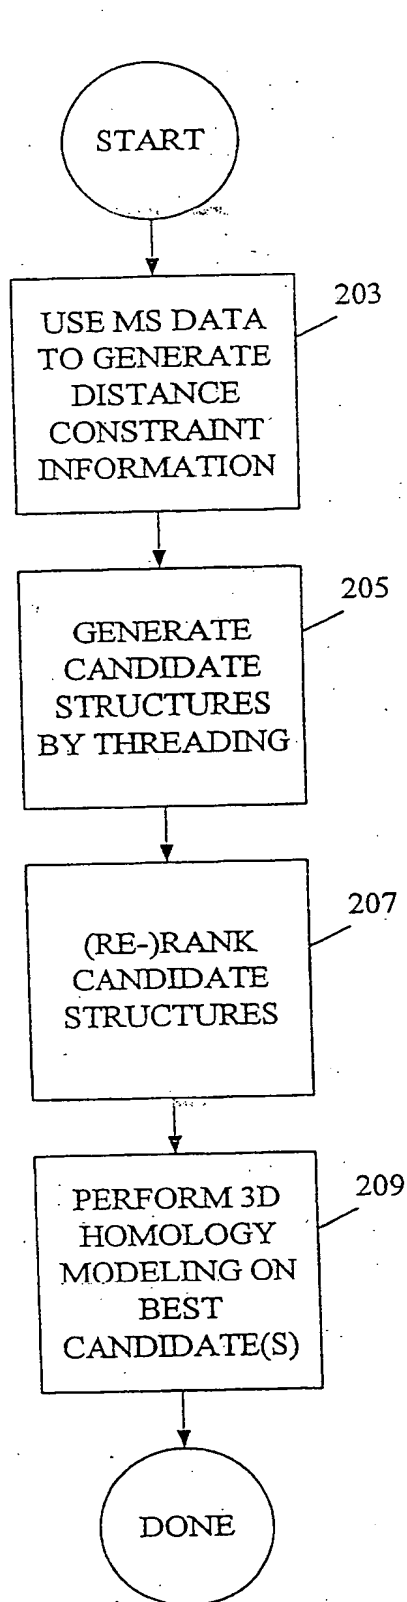 START
203
USE MS DATA
TO GENERATE
DISTANCE
CONSTRAINT
INFORMATION
205
GENERATE
CANDIDATE
STRUCTURES
BY THREADING
207
(RE-)RANK
CANDIDATE
STRUCTURES
209
PERFORM 3D
HOMOLOGY
MODELING ON
BEST
CANDIDATE(S)
DONE